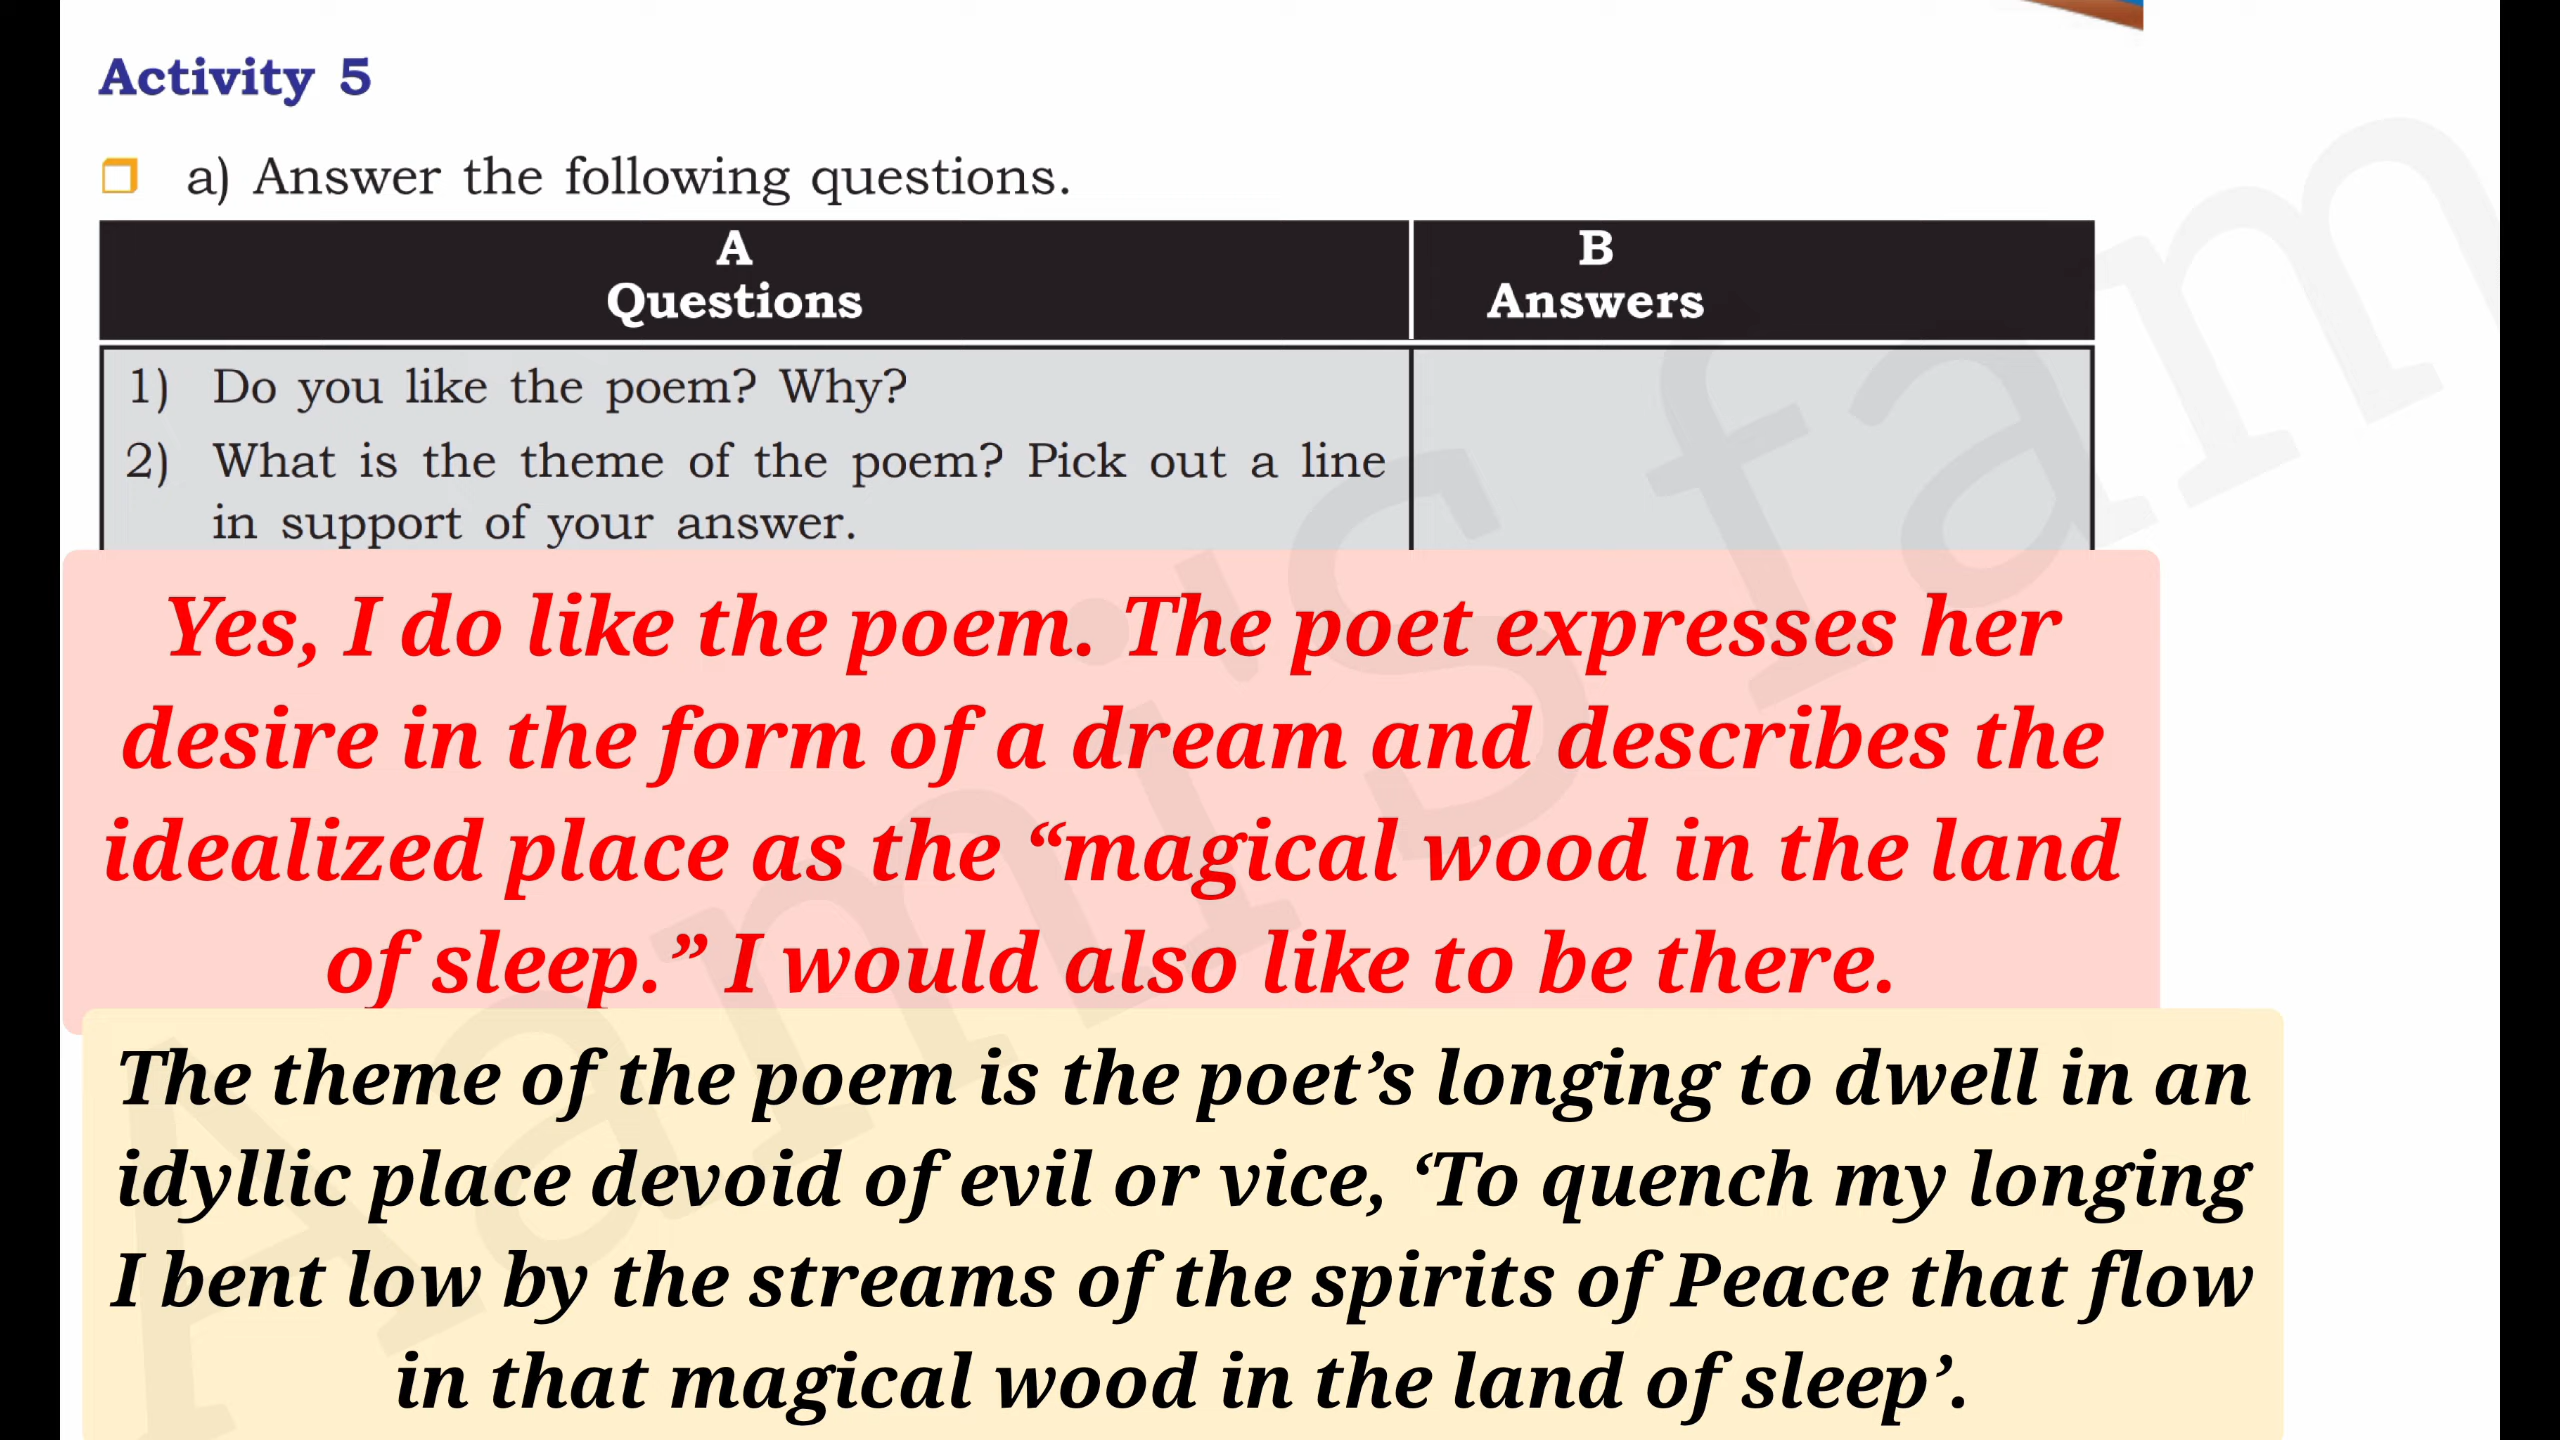 Activity 5
a) Answer the following questions.
A
Questions
B
Answers
1) Do you like the poem? Why?
2) What is the theme of the poem? Pick out a line
in support of your answer.
Yes, I do like the poem. The poet expresses her
desire in the form of a dream and describes the
idealized place as the “magical wood in the land
of sleep.” I would also like to be there.
The theme of the poem is the poet’s longing to dwell in an
idyllic place devoid of evil or vice, ‘To quench my longing
I bent low by the streams of the spirits of Peace that flow
in that magical wood in the land of sleep’.
Aami's fam